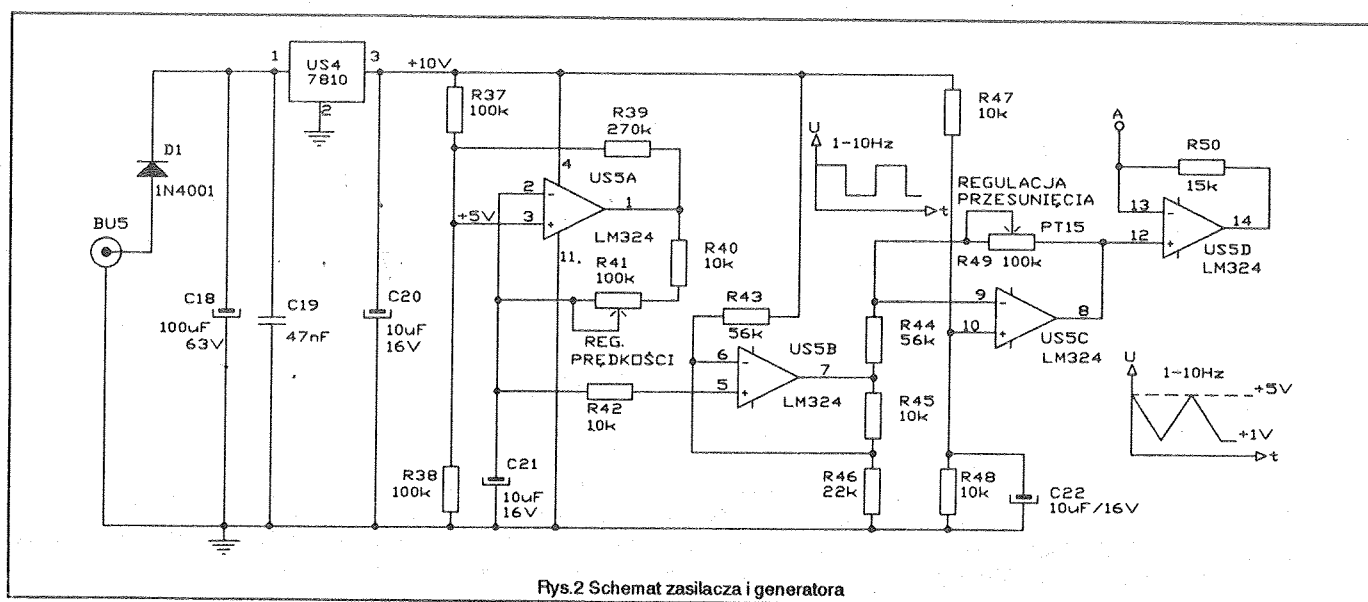 1
US4
7810
3
2
+10V
R37
100k
R39
270k
R47
10k
A
D1
1N4001
4
US5A
U
1-10Hz
t
R50
15k
BU5
2
+5V
3
1
LM324
REGULACJA
PRZESUNIĘCIA
PT15
13
14
12
US5D
LM324
11.
R41
100k
R40
10k
R49
100k
C18
100uF
63V
C19
47nF
C20
10uF
16V
REG.
PRĘDKOŚCI
R43
56k
9
10
8
R44
56k
US5C
LM324
6
US5B
7
5
LM324
R42
10k
R45
10k
U
1-10Hz
+5V
+1V
t
R38
100k
C21
10uF
16V
R46
22k
R48
10k
C22
10uF/16V
Rys.2 Schemat zasilacza i generatora